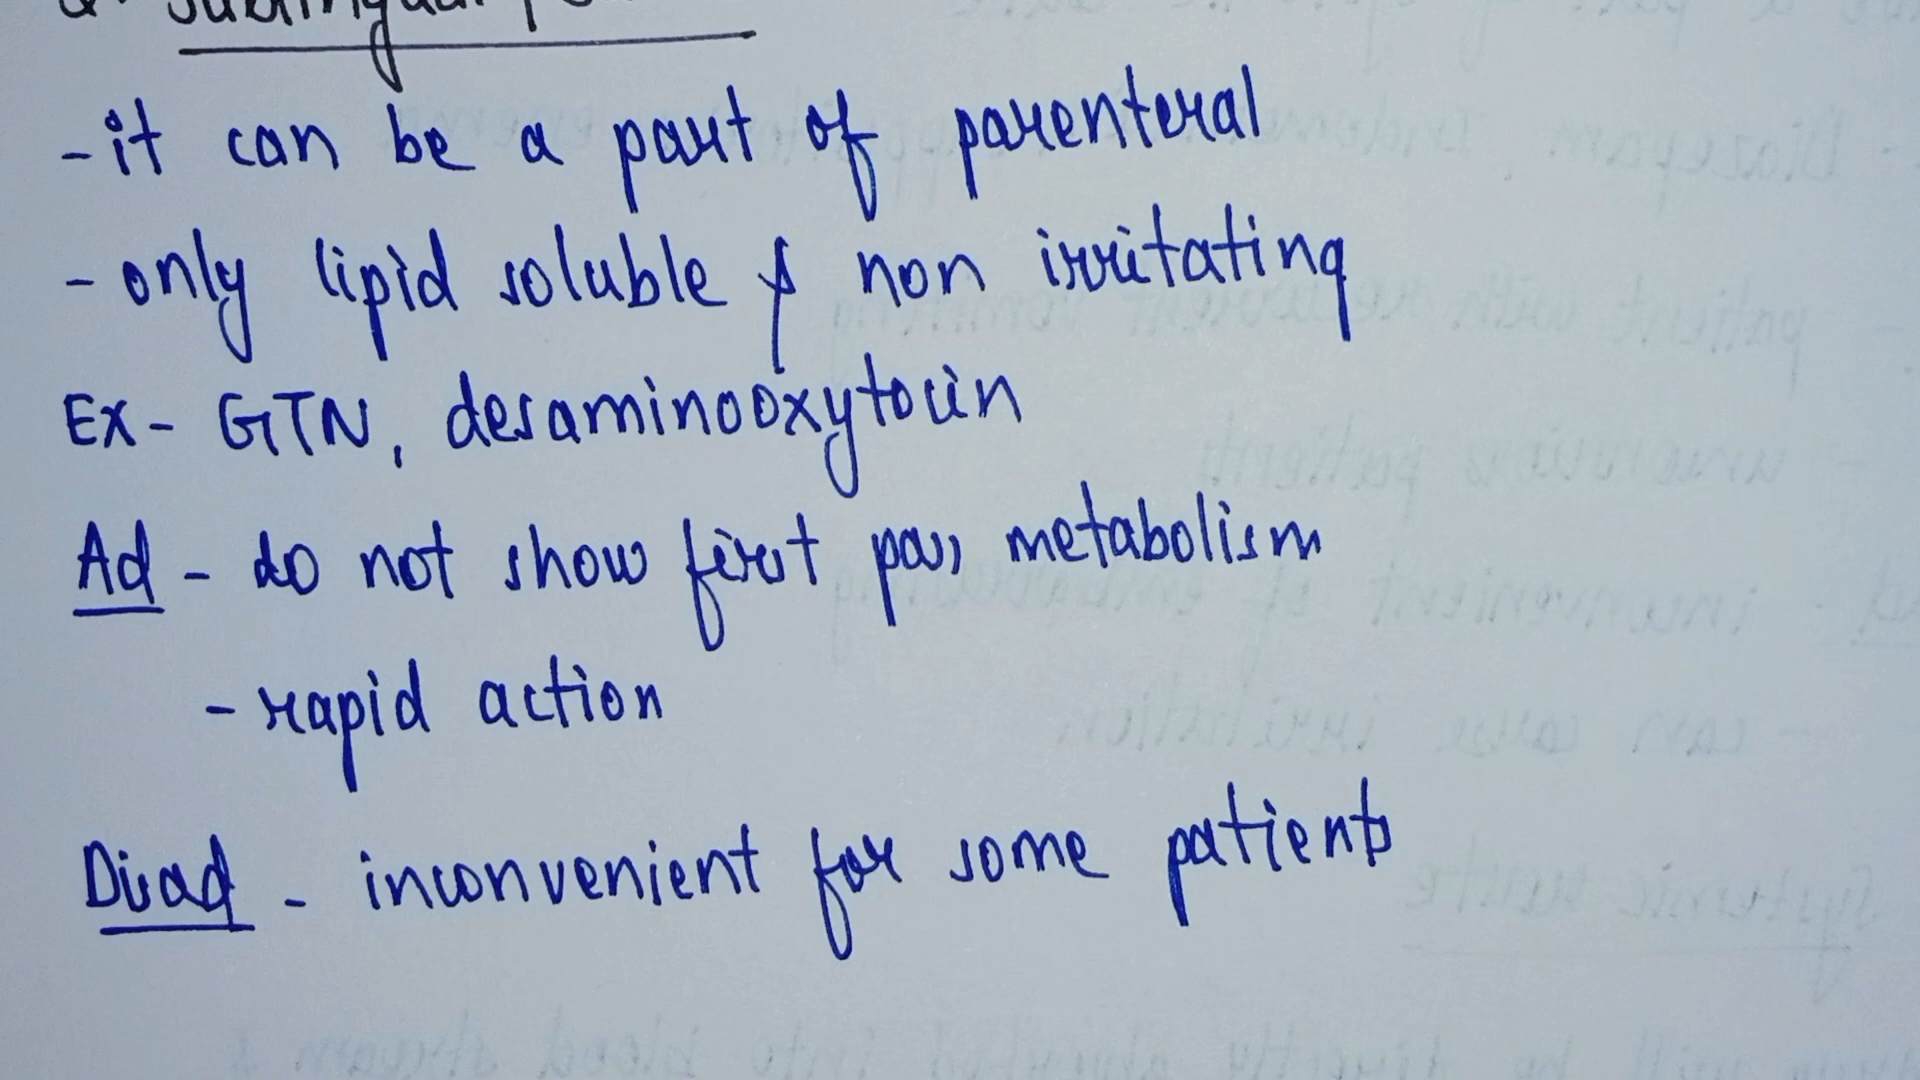 sublingual
- it can be a part of parenteral
- only lipid soluble & non irritating
Ex - GTN, desaminooxytocin
Ad - do not show first pass metabolism
- rapid action
Disad - inconvenient for some patients